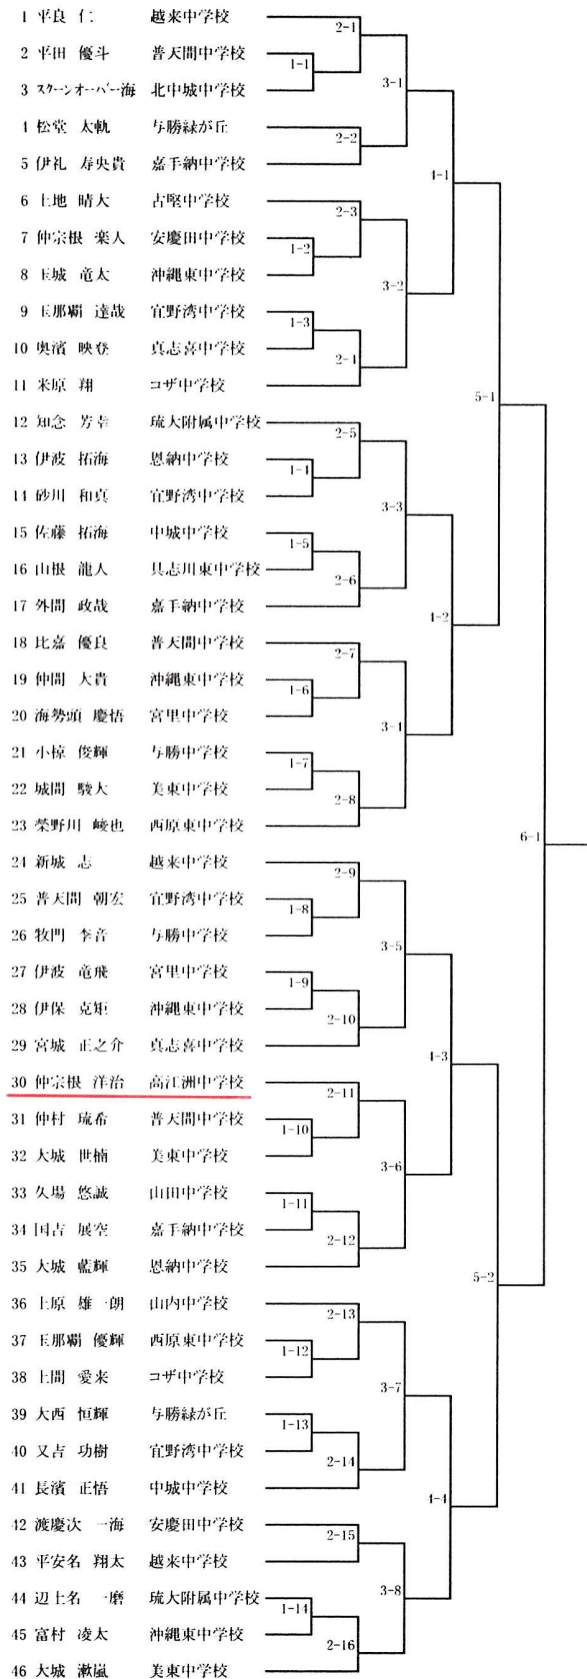 1 平良 仁 越来中学校
2 平田 優斗 普天間中学校
3 スクーンオーバー海 北中城中学校
4 松堂 太軌 与勝緑が丘
5 伊礼 寿央貴 嘉手納中学校
6 上地 晴大 古堅中学校
7 仲宗根 楽人 安慶田中学校
8 玉城 竜太 沖縄東中学校
9 玉那覇 達哉 宜野湾中学校
10 奥濱 映登 真志喜中学校
11 米原 翔 コザ中学校
12 知念 芳幸 琉大附属中学校
13 伊波 拓海 恩納中学校
14 砂川 和真 宜野湾中学校
15 佐藤 拓海 中城中学校
16 山根 龍人 具志川東中学校
17 外間 政哉 嘉手納中学校
18 比嘉 優良 普天間中学校
19 仲間 大貴 沖縄東中学校
20 海勢頭 慶悟 宮里中学校
21 小椋 俊輝 与勝中学校
22 城間 駿大 美東中学校
23 榮野川 峻也 西原東中学校
24 新城 志 越来中学校
25 普天間 朝宏 宜野湾中学校
26 牧門 李音 与勝中学校
27 伊波 竜飛 宮里中学校
28 伊保 克矩 沖縄東中学校
29 宮城 正之介 真志喜中学校
30 仲宗根 洋治 高江洲中学校
31 仲村 琉希 普天間中学校
32 大城 世楠 美東中学校
33 久場 悠誠 山田中学校
34 国吉 展空 嘉手納中学校
35 大城 藍輝 恩納中学校
36 上原 雄一朗 山内中学校
37 玉那覇 優輝 西原東中学校
38 上間 愛来 コザ中学校
39 大西 恒輝 与勝緑が丘
40 又吉 功樹 宜野湾中学校
41 長濱 正悟 中城中学校
42 渡慶次 一海 安慶田中学校
43 平安名 翔太 越来中学校
44 辺土名 一磨 琉大附属中学校
45 富村 凌太 沖縄東中学校
46 大城 漱嵐 美東中学校
1-1
1-2
1-3
1-4
1-5
1-6
1-7
1-8
1-9
1-10
1-11
1-12
1-13
1-14
2-1
2-2
2-3
2-4
2-5
2-6
2-7
2-8
2-9
2-10
2-11
2-12
2-13
2-14
2-15
2-16
3-1
3-2
3-3
3-4
3-5
3-6
3-7
3-8
4-1
4-2
4-3
4-4
5-1
5-2
6-1